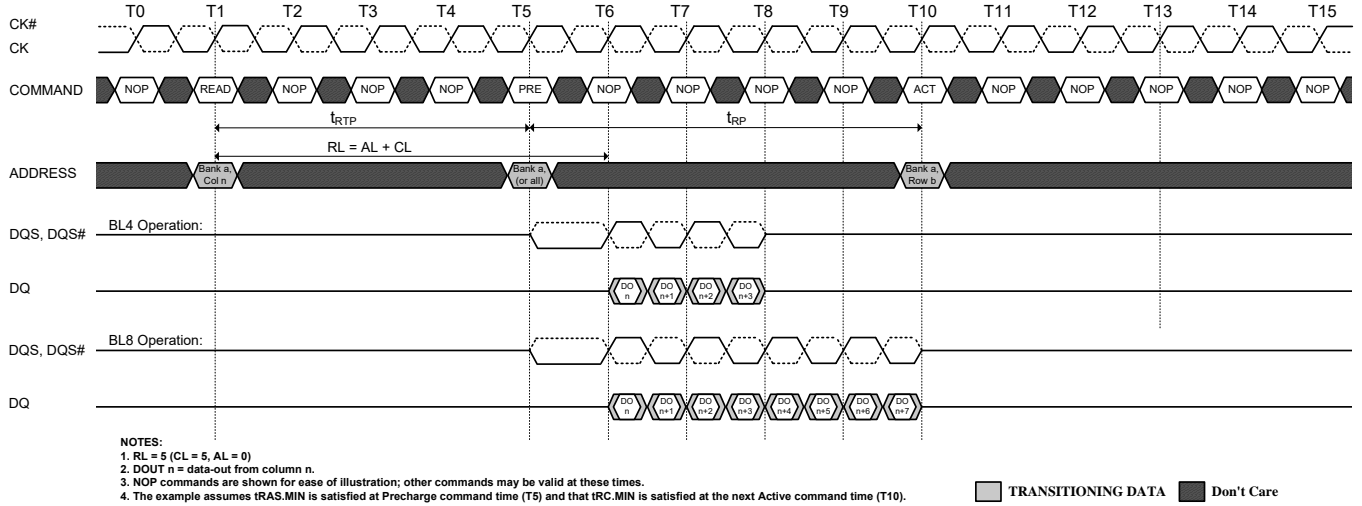 T0 T1 T2 T3 T4 T5 T6 T7 T8 T9 T10 T11 T12 T13 T14 T15
CK#
CK
COMMAND NOP READ NOP NOP NOP PRE NOP NOP NOP NOP ACT NOP NOP NOP NOP NOP
tRTP tRP
RL = AL + CL
ADDRESS
Bank a, Bank a, Bank a,
Col n (or all) Row b
BL4 Operation:
DQS, DQS#
DQ
DO DO DO DO
n n+1 n+2 n+3
BL8 Operation:
DQS, DQS#
DQ
DO DO DO DO DO DO DO DO
n n+1 n+2 n+3 n+4 n+5 n+6 n+7
NOTES:
1. RL = 5 (CL = 5, AL = 0)
2. DOUT n = data-out from column n.
3. NOP commands are shown for ease of illustration; other commands may be valid at these times.
4. The example assumes tRAS.MIN is satisfied at Precharge command time (T5) and that tRC.MIN is satisfied at the next Active command time (T10).
TRANSITIONING DATA Don't Care